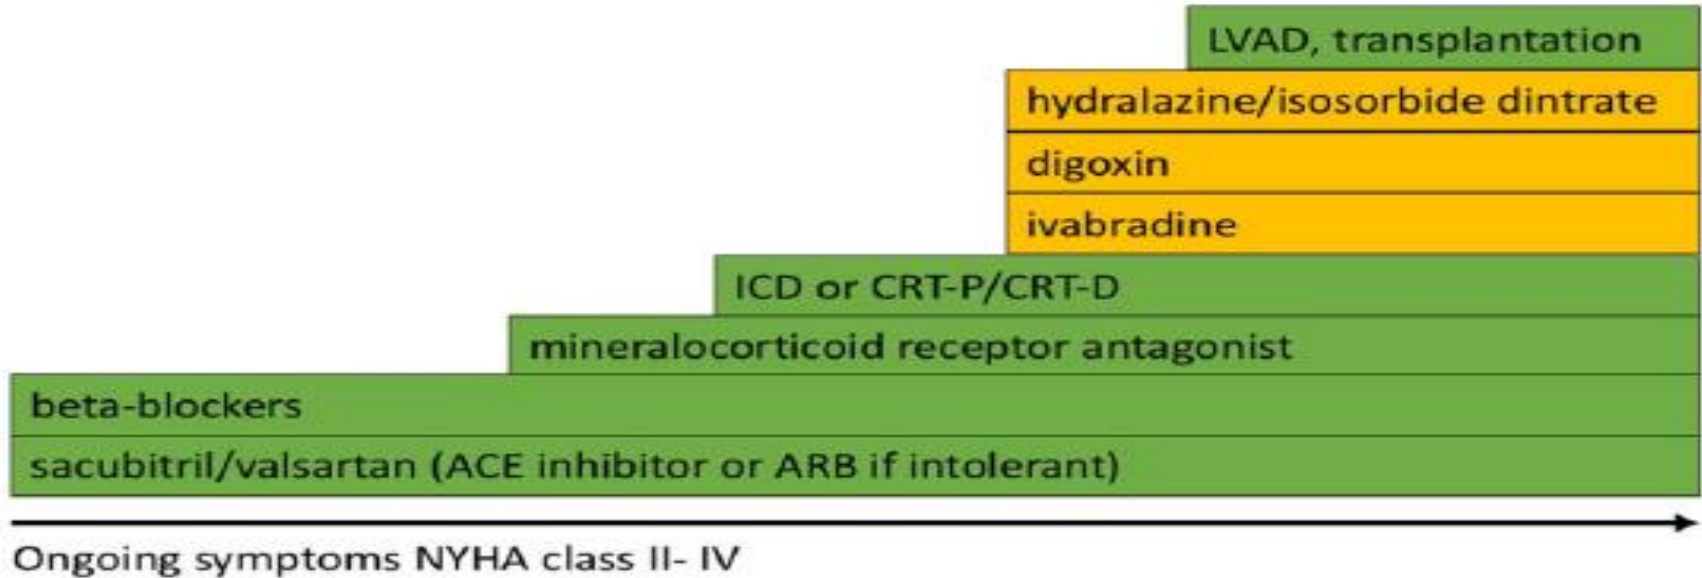 LVAD, transplantation
hydralazine/isosorbide dintrate
digoxin
ivabradine
ICD or CRT-P/CRT-D
mineralocorticoid receptor antagonist
beta-blockers
sacubitril/valsartan (ACE inhibitor or ARB if intolerant)
Ongoing symptoms NYHA class II- IV